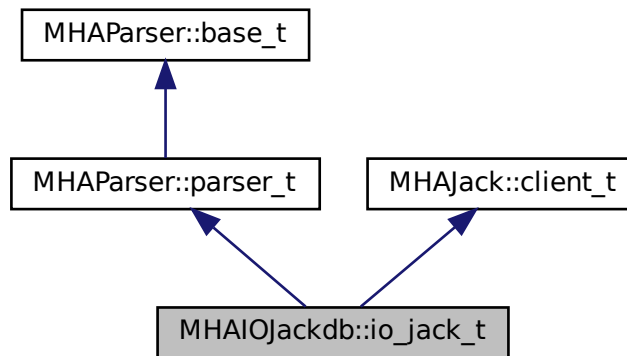 MHAParser::base_t
MHAParser::parser_t
MHAJack::client_t
MHAIOJackdb::io_jack_t